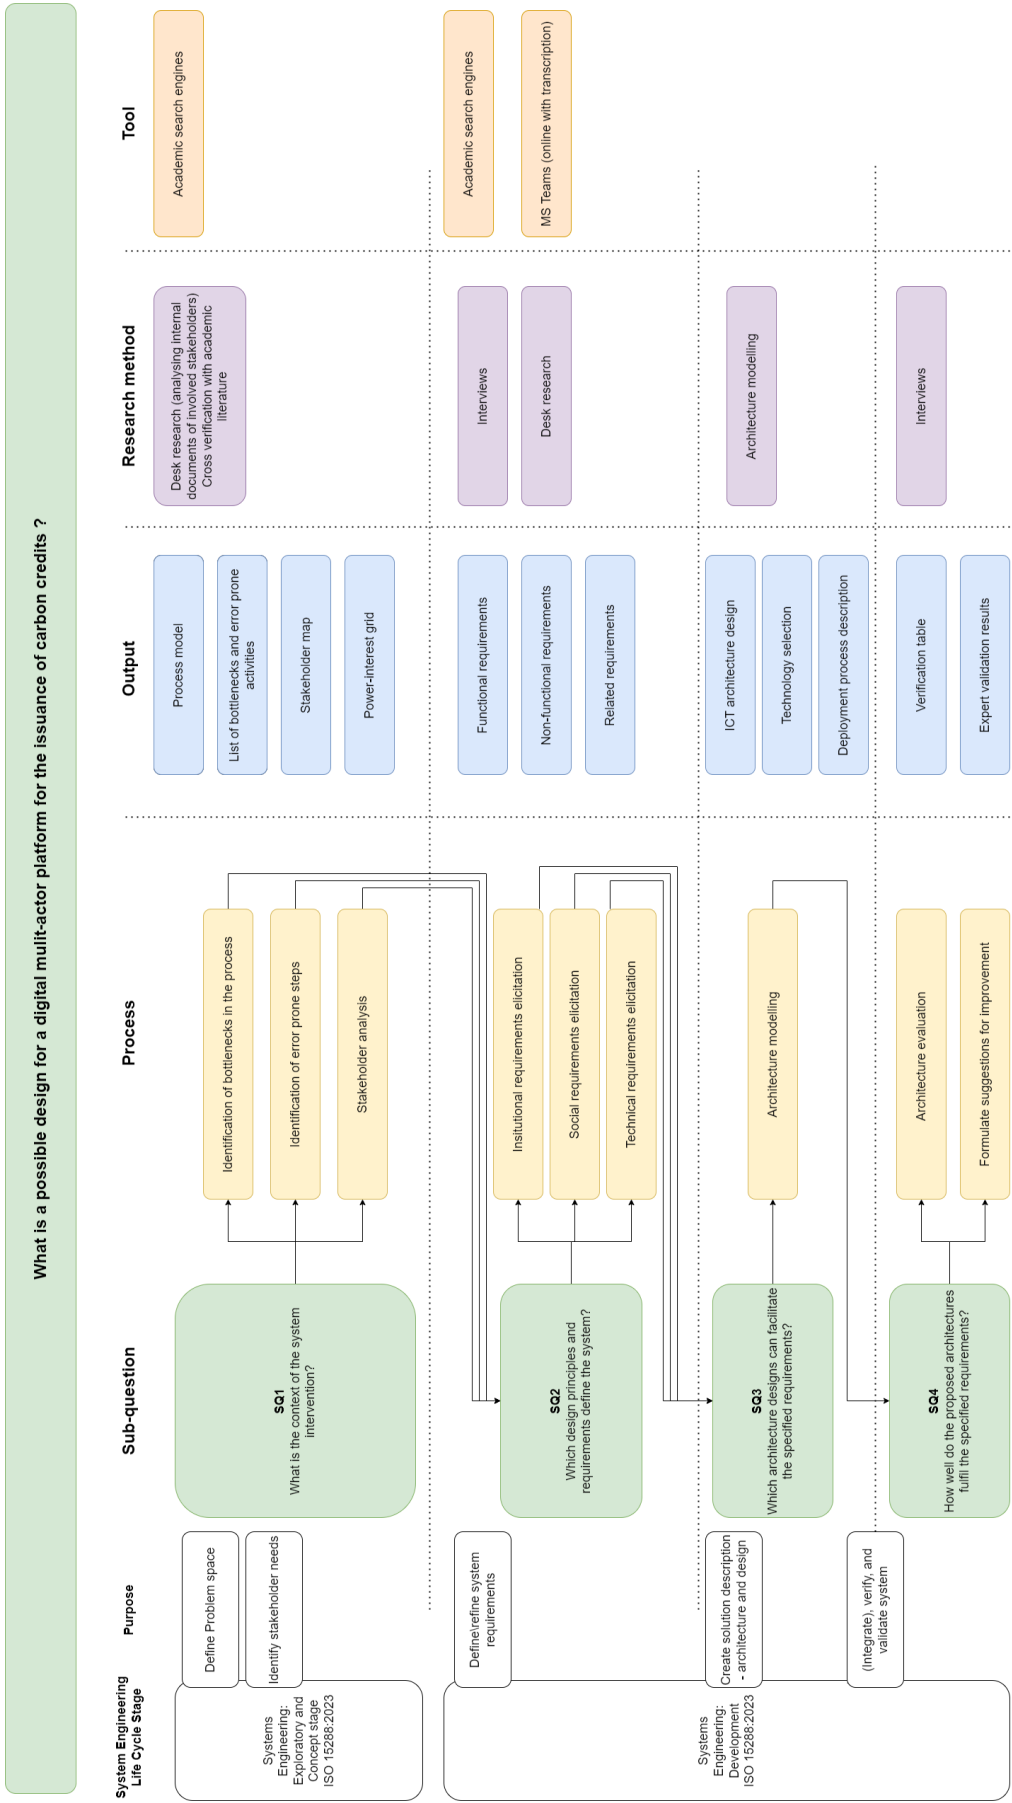 What is a possible design for a digital mulit-actor platform for the issuance of carbon credits ?
System Engineering
Life Cycle Stage
Purpose
Sub-question
Process
Output
Research method
Tool
Systems
Engineering:
Exploratory and
Concept stage
ISO 15288:2023
Define Problem space
Identify stakeholder needs
SQ1
What is the context of the system
intervention?
Identification of bottlenecks in the process
Identification of error prone steps
Stakeholder analysis
Process model
List of bottlenecks and error prone
activities
Stakeholder map
Power-interest grid
Desk research (analysing internal
documents of involved stakeholders)
Cross verification with academic
literature
Academic search engines
Systems
Engineering:
Development
ISO 15288:2023
Define\refine system
requirements
SQ2
Which design principles and
requirements define the system?
Insitutional requirements elicitation
Social requirements elicitation
Technical requirements elicitation
Functional requirements
Non-functional requirements
Related requirements
Interviews
Desk research
Academic search engines
MS Teams (online with transcription)
Create solution description
- architecture and design
SQ3
Which architecture designs can facilitate
the specified requirements?
Architecture modelling
ICT architecture design
Technology selection
Deployment process description
Architecture modelling
(Integrate), verify, and
validate system
SQ4
How well do the proposed architectures
fulfil the specified requirements?
Architecture evaluation
Formulate suggestions for improvement
Verification table
Expert validation results
Interviews